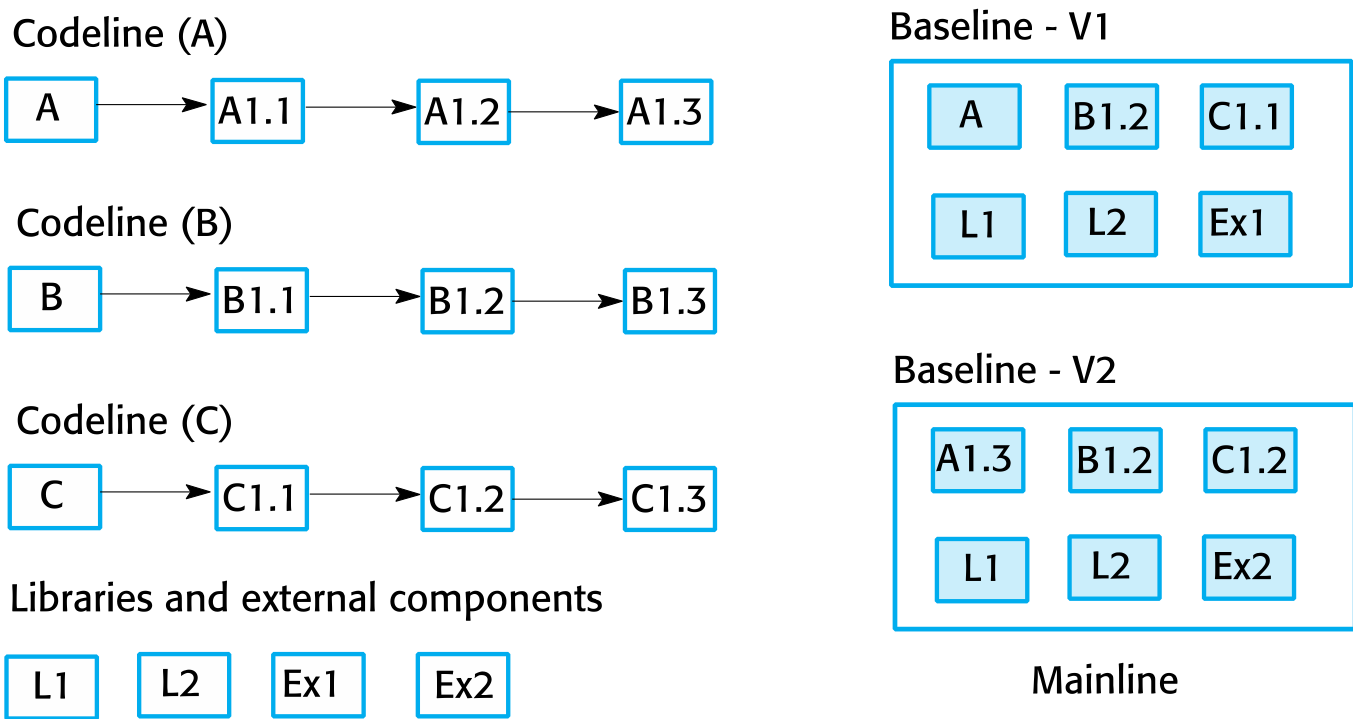 Codeline (A)
A A1.1 A1.2 A1.3
Codeline (B)
B B1.1 B1.2 B1.3
Codeline (C)
C C1.1 C1.2 C1.3
Libraries and external components
L1 L2 Ex1 Ex2
Baseline - V1
A B1.2 C1.1
L1 L2 Ex1
Baseline - V2
A1.3 B1.2 C1.2
L1 L2 Ex2
Mainline